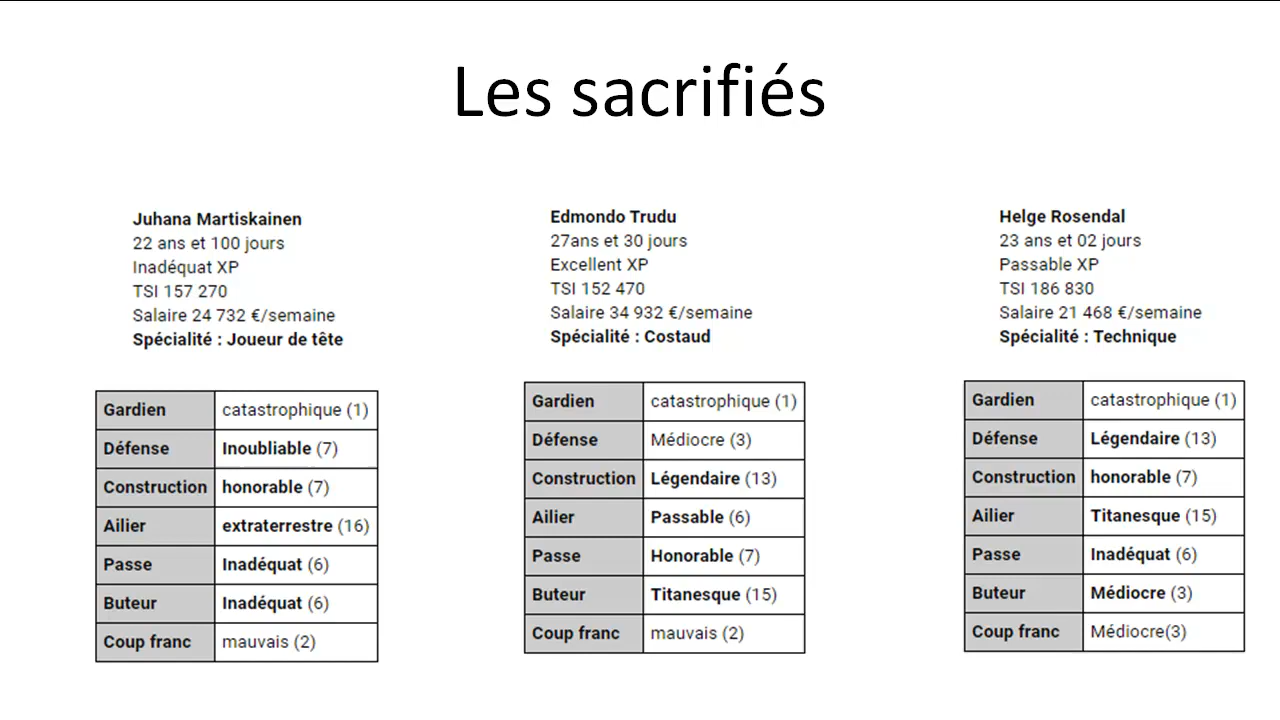 Les sacrifiés
Juhana Martiskainen
22 ans et 100 jours
Inadéquat XP
TSI 157 270
Salaire 24 732 €/semaine
Spécialité : Joueur de tête
Gardien catastrophique (1)
Défense Inoubliable (7)
Construction honorable (7)
Ailier extraterrestre (16)
Passe Inadéquat (6)
Buteur Inadéquat (6)
Coup franc mauvais (2)
Edmondo Trudu
27ans et 30 jours
Excellent XP
TSI 152 470
Salaire 34 932 €/semaine
Spécialité : Costaud
Gardien catastrophique (1)
Défense Médiocre (3)
Construction Légendaire (13)
Ailier Passable (6)
Passe Honorable (7)
Buteur Titanesque (15)
Coup franc mauvais (2)
Helge Rosendal
23 ans et 02 jours
Passable XP
TSI 186 830
Salaire 21 468 €/semaine
Spécialité : Technique
Gardien catastrophique (1)
Défense Légendaire (13)
Construction honorable (7)
Ailier Titanesque (15)
Passe Inadéquat (6)
Buteur Médiocre (3)
Coup franc Médiocre(3)